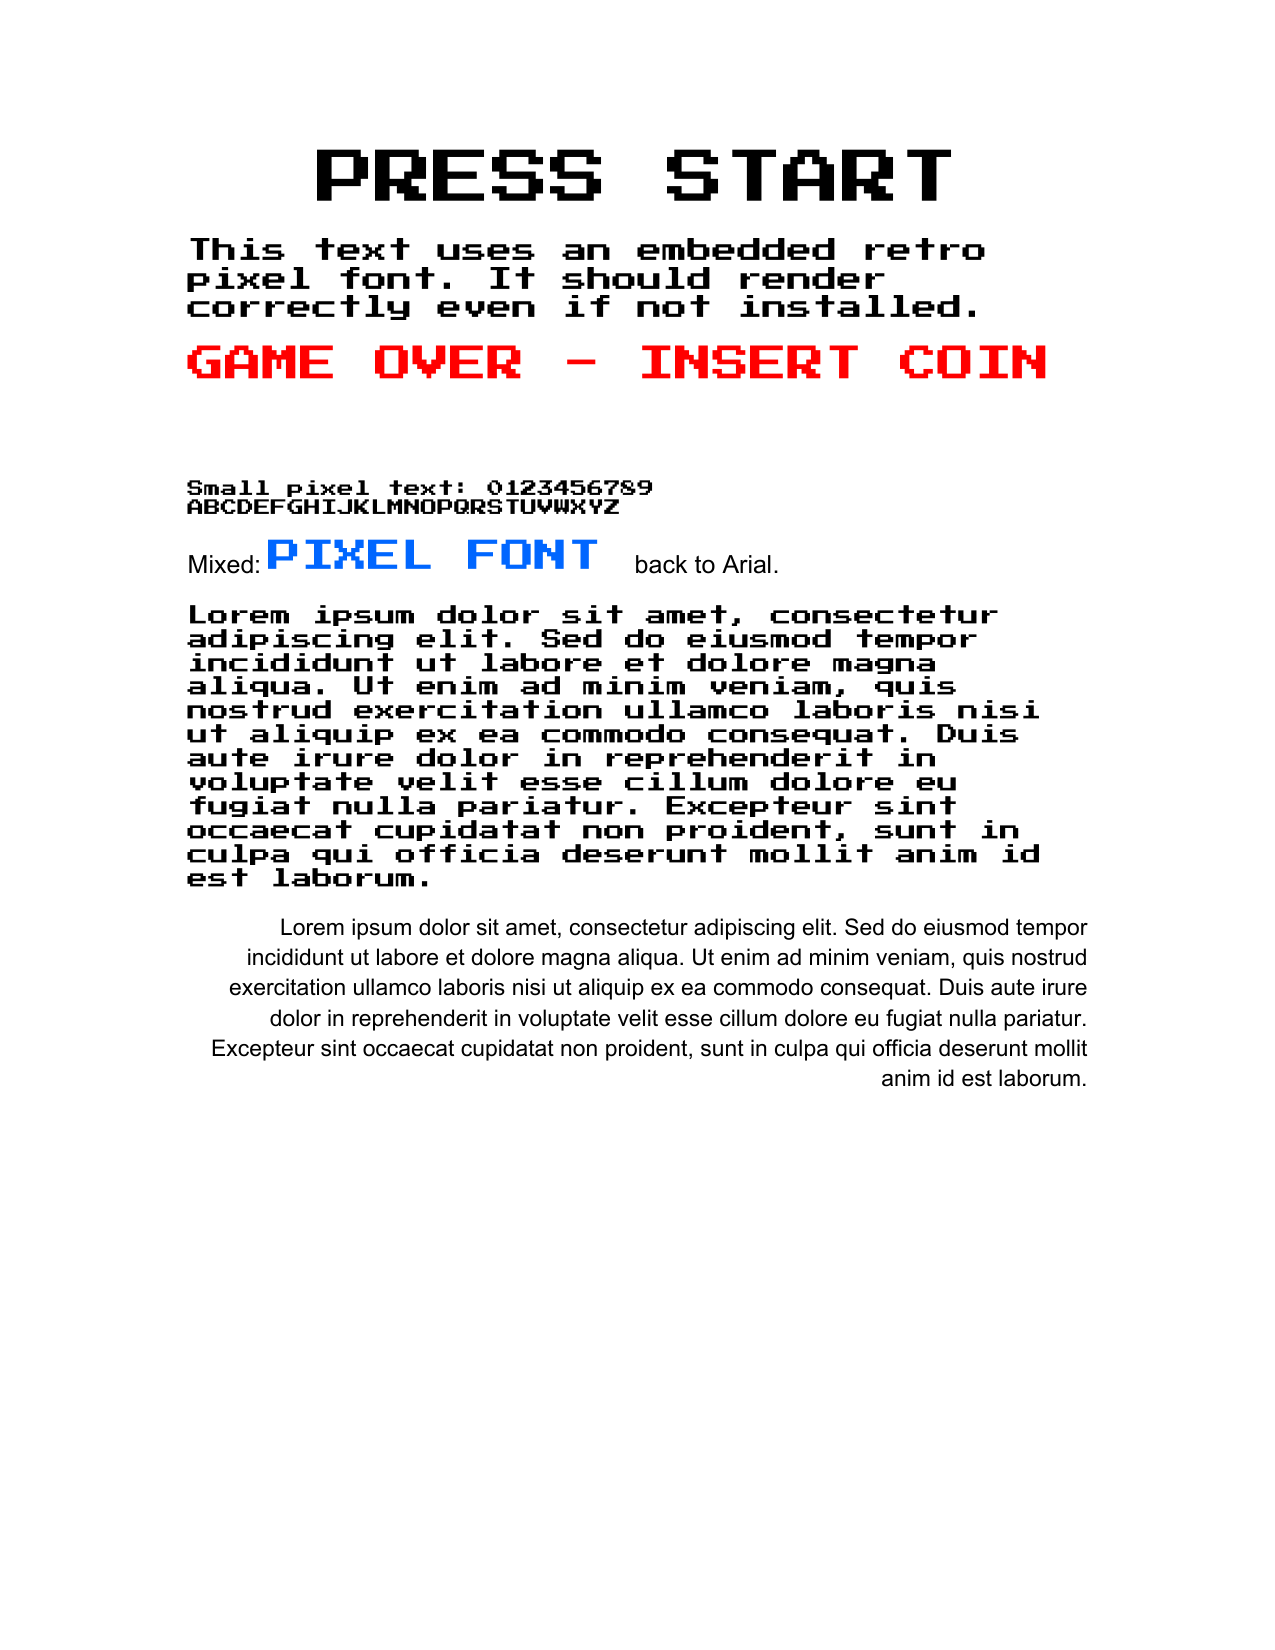 PRESS START
This text uses an embedded retro
pixel font. It should render
correctly even if not installed.
GAME OVER - INSERT COIN
Small pixel text: 0123456789
ABCDEFGHIJKLMNOPQRSTUVWXYZ
Mixed: PIXEL FONT back to Arial.
Lorem ipsum dolor sit amet, consectetur
adipiscing elit. Sed do eiusmod tempor
incididunt ut labore et dolore magna
aliqua. Ut enim ad minim veniam, quis
nostrud exercitation ullamco laboris nisi
ut aliquip ex ea commodo consequat. Duis
aute irure dolor in reprehenderit in
voluptate velit esse cillum dolore eu
fugiat nulla pariatur. Excepteur sint
occaecat cupidatat non proident, sunt in
culpa qui officia deserunt mollit anim id
est laborum.
Lorem ipsum dolor sit amet, consectetur adipiscing elit. Sed do eiusmod tempor
incididunt ut labore et dolore magna aliqua. Ut enim ad minim veniam, quis nostrud
exercitation ullamco laboris nisi ut aliquip ex ea commodo consequat. Duis aute irure
dolor in reprehenderit in voluptate velit esse cillum dolore eu fugiat nulla pariatur.
Excepteur sint occaecat cupidatat non proident, sunt in culpa qui officia deserunt mollit
anim id est laborum.